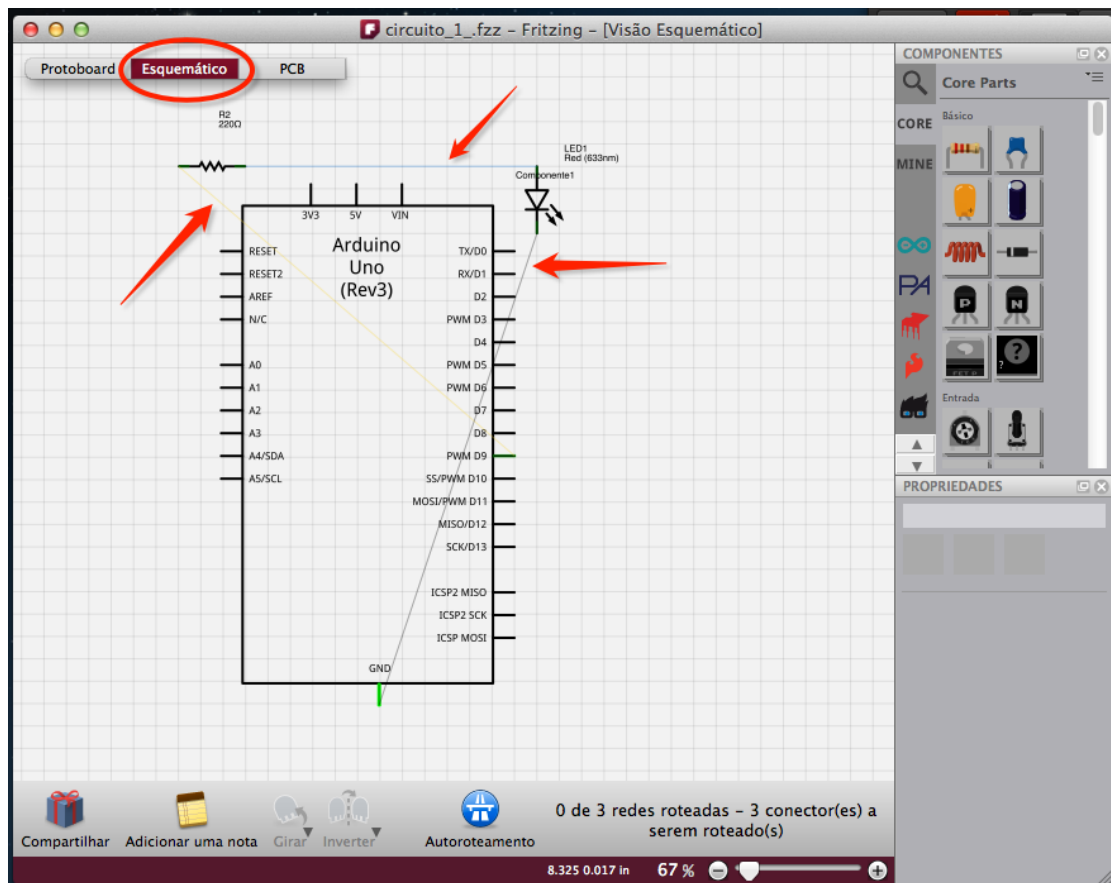 circuito_1_.fzz – Fritzing – [Visão Esquemático]
Protoboard
Esquemático
PCB
R2
220Ω
LED1
Red (633nm)
Componente1
3V3
5V
VIN
Arduino
Uno
(Rev3)
RESET
RESET2
AREF
N/C
A0
A1
A2
A3
A4/SDA
A5/SCL
TX/D0
RX/D1
D2
PWM D3
D4
PWM D5
PWM D6
D7
D8
PWM D9
SS/PWM D10
MOSI/PWM D11
MISO/D12
SCK/D13
ICSP2 MISO
ICSP2 SCK
ICSP MOSI
GND
COMPONENTES
Core Parts
CORE
MINE
PA
Básico
P
N
FET P
?
?
Entrada
PROPRIEDADES
Compartilhar
Adicionar uma nota
Girar
Inverter
Autoroteamento
0 de 3 redes roteadas – 3 conector(es) a
serem roteado(s)
8.325 0.017 in
67 %